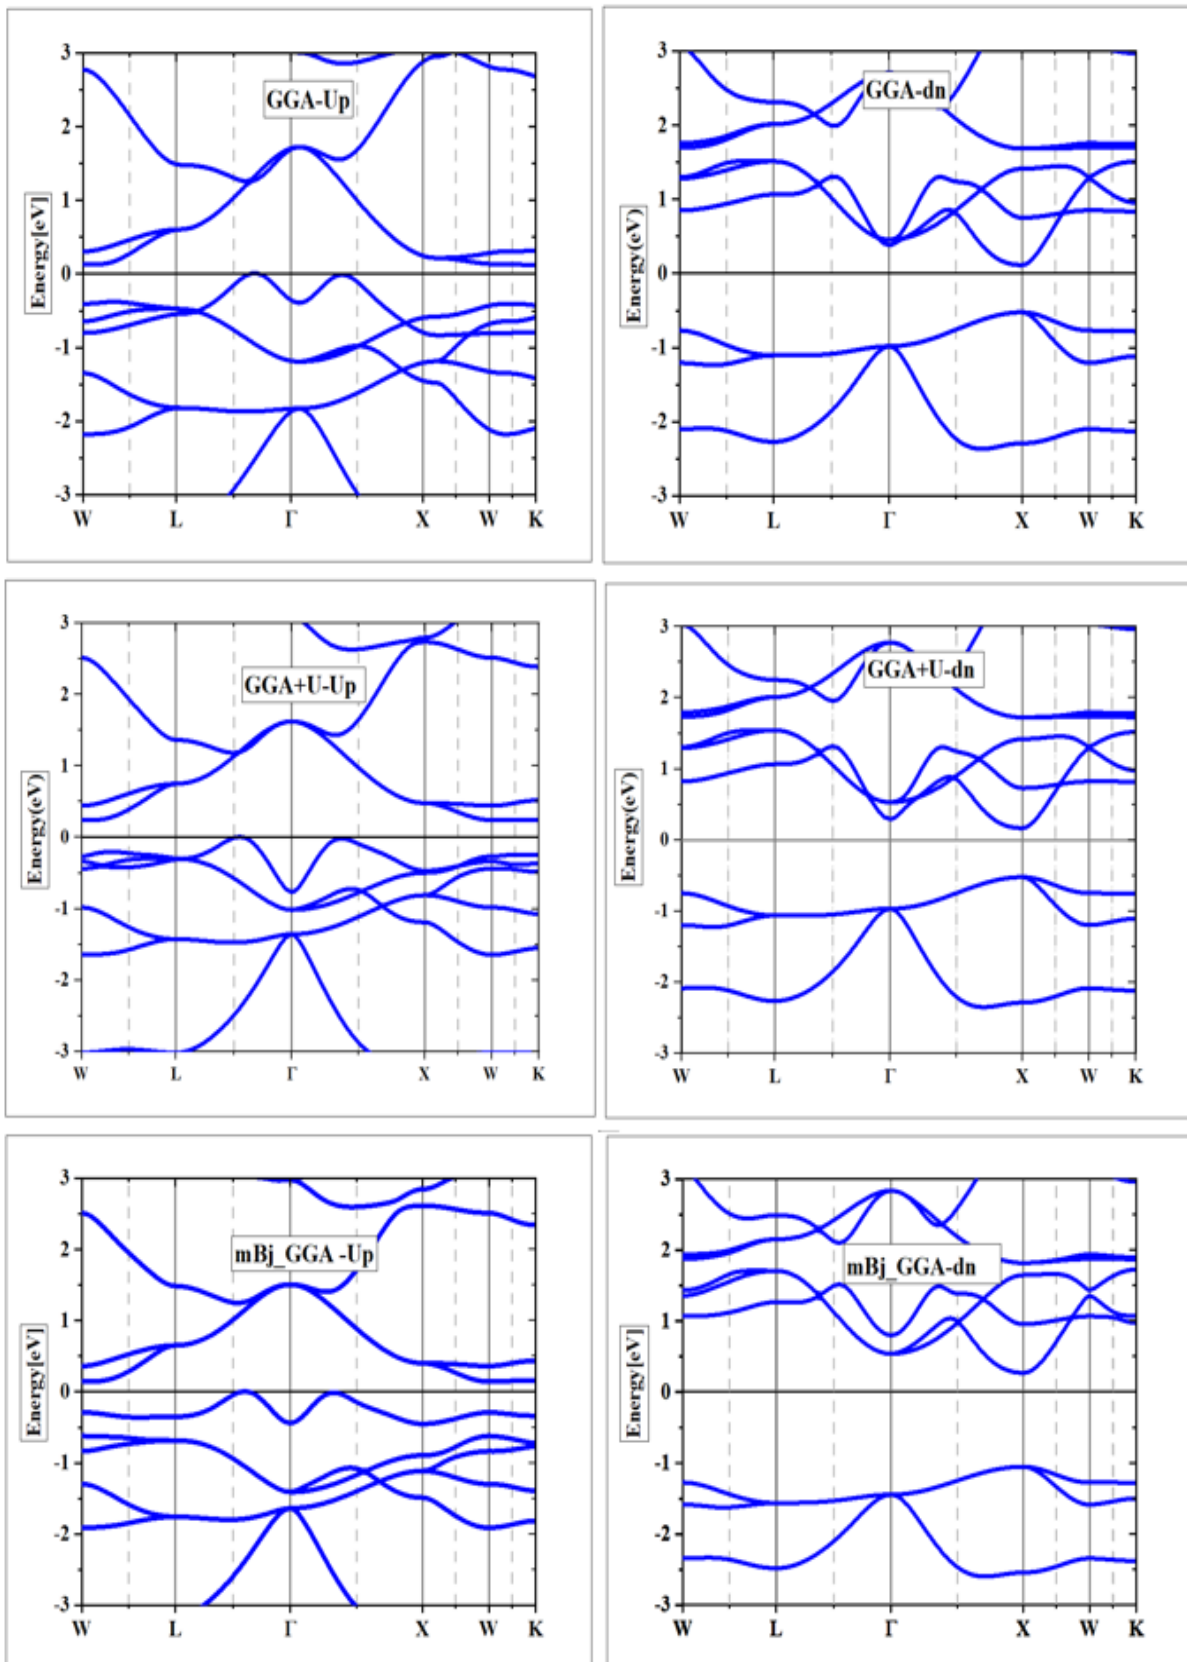 GGA-Up
Energy[eV]
3
2
1
0
-1
-2
-3
W L Γ X W K
GGA-dn
Energy(eV)
3
2
1
0
-1
-2
-3
W L Γ X W K
GGA+U-Up
Energy(eV)
3
2
1
0
-1
-2
-3
W L Γ X W K
GGA+U-dn
Energy(eV)
3
2
1
0
-1
-2
-3
W L Γ X W K
mBj_GGA -Up
Energy[eV]
3
2
1
0
-1
-2
-3
W L Γ X W K
mBj_GGA-dn
Energy[eV]
3
2
1
0
-1
-2
-3
W L Γ X W K